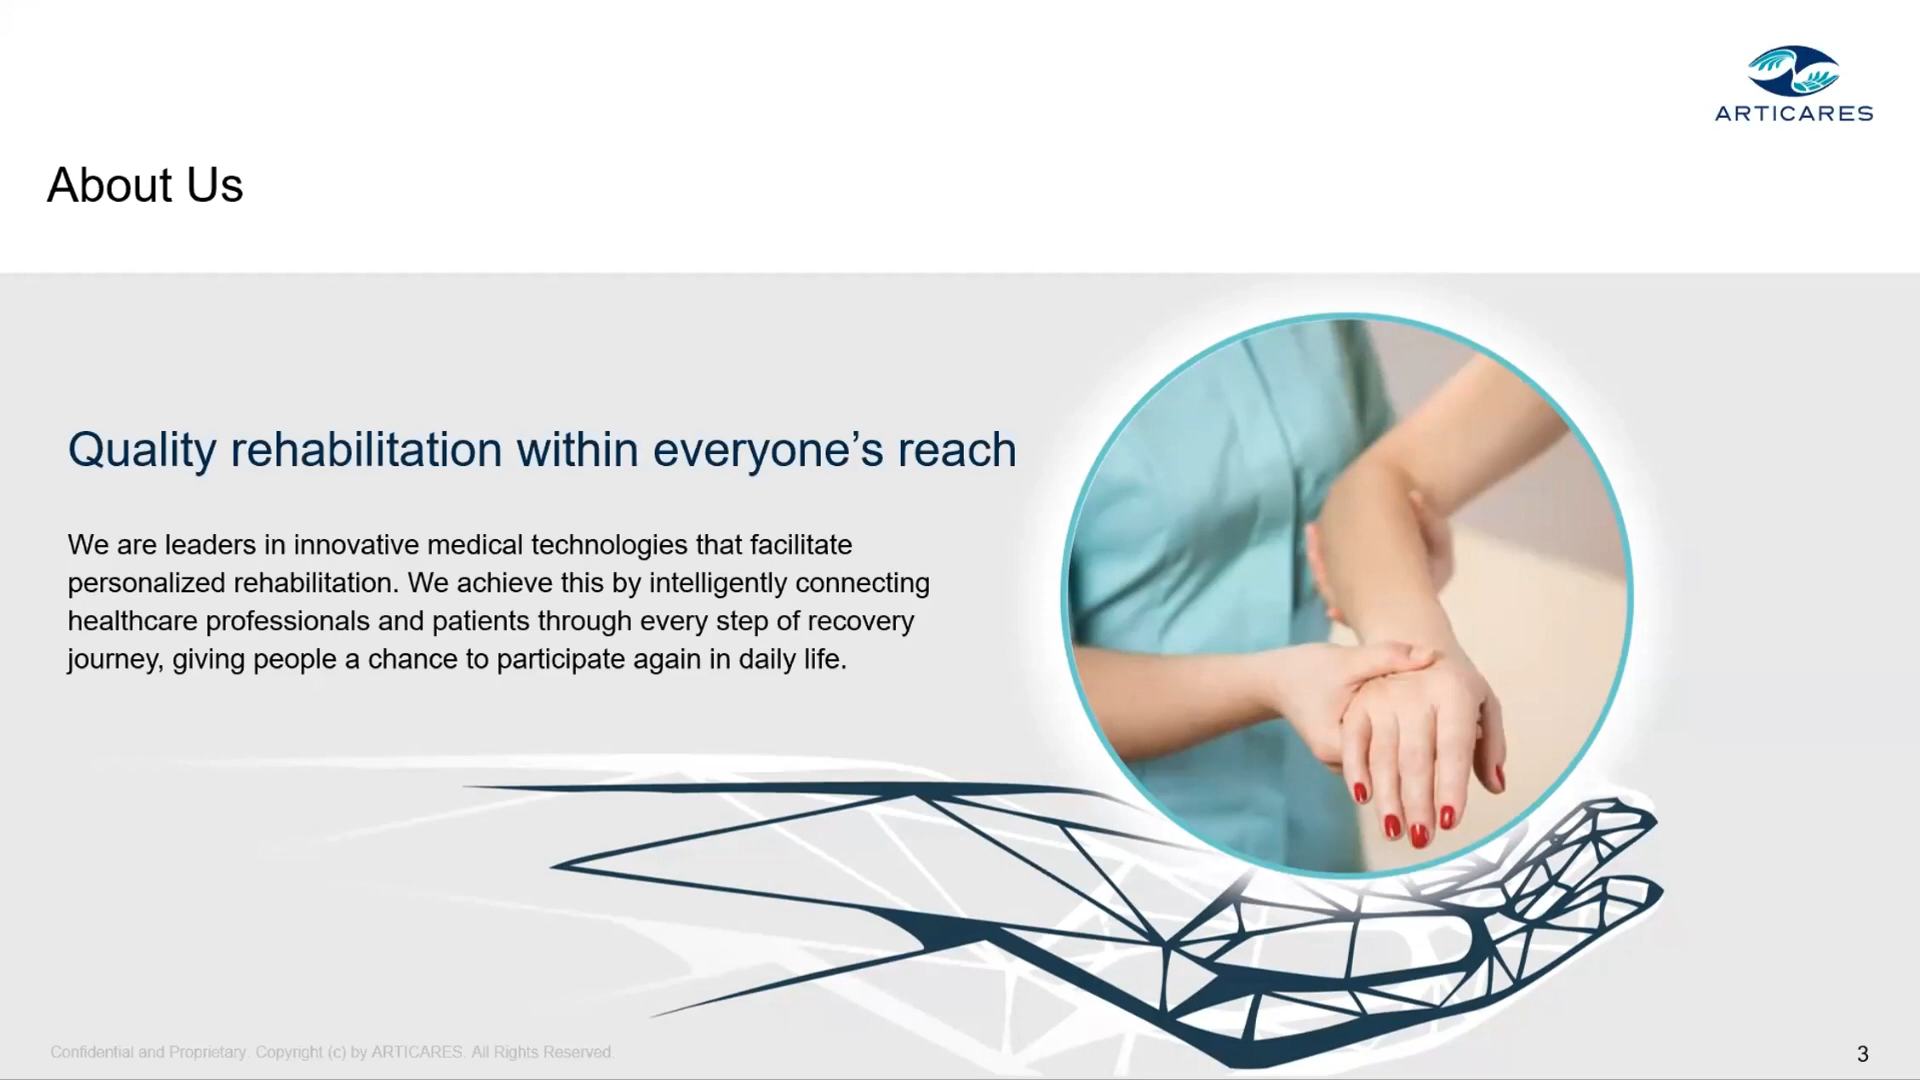 ARTICARES
About Us
Quality rehabilitation within everyone’s reach
We are leaders in innovative medical technologies that facilitate
personalized rehabilitation. We achieve this by intelligently connecting
healthcare professionals and patients through every step of recovery
journey, giving people a chance to participate again in daily life.
Confidential and Proprietary. Copyright (c) by ARTICARES. All Rights Reserved.
3